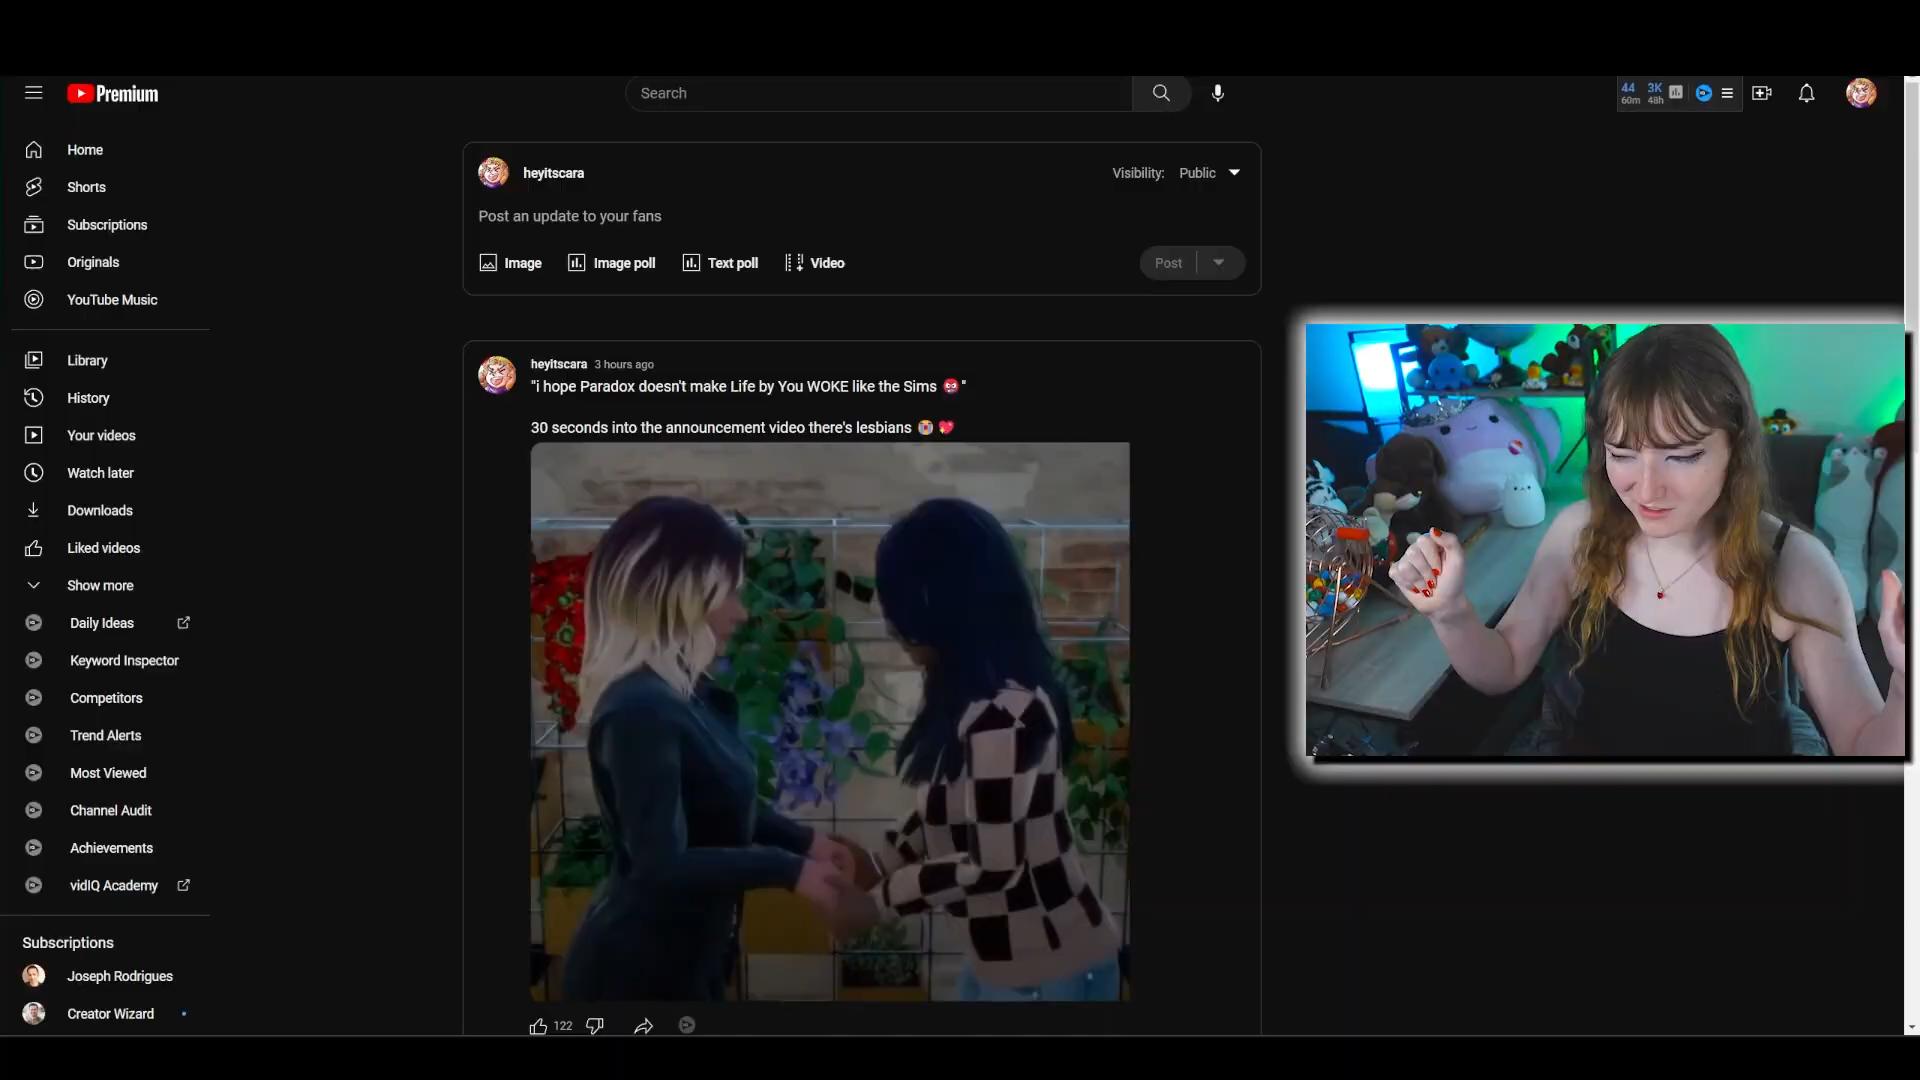 Premium
Search
44
3K
60m
48h
Home
Shorts
Subscriptions
Originals
YouTube Music
Library
History
Your videos
Watch later
Downloads
Liked videos
Show more
Daily Ideas
Keyword Inspector
Competitors
Trend Alerts
Most Viewed
Channel Audit
Achievements
vidIQ Academy
Subscriptions
Joseph Rodrigues
Creator Wizard
heyitscara
Visibility: Public
Post an update to your fans
Image
Image poll
Text poll
Video
Post
heyitscara 3 hours ago
"i hope Paradox doesn't make Life by You WOKE like the Sims 😡"
30 seconds into the announcement video there's lesbians 😭 💖
122